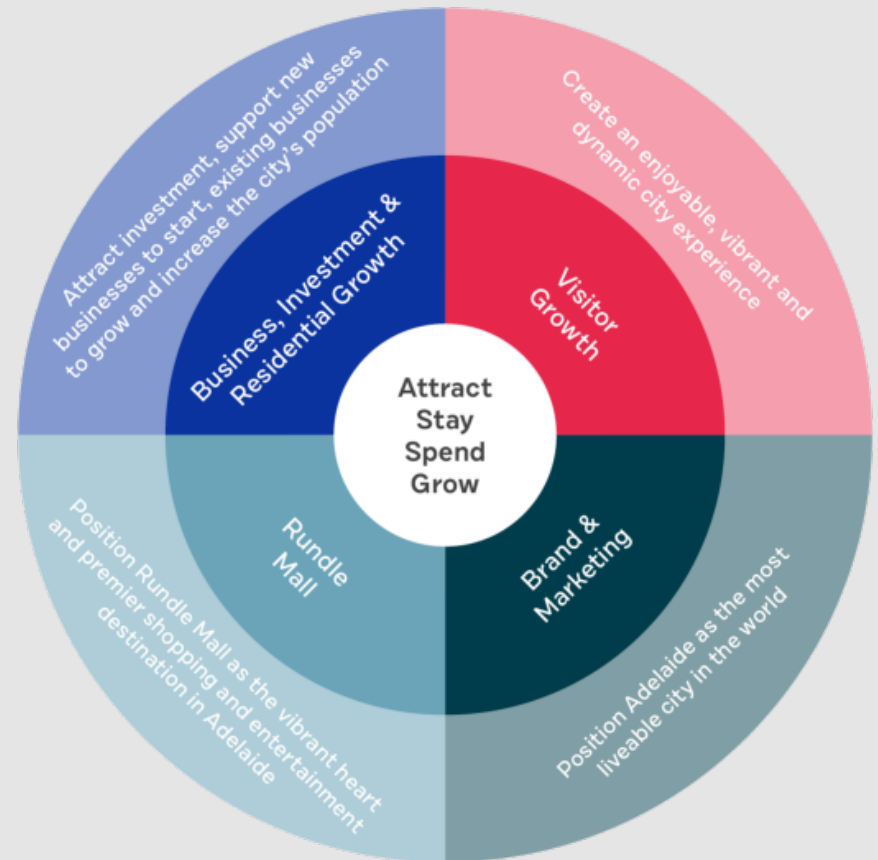 Attract investment, support new
businesses to start, existing businesses
to grow and increase the city's population
Business, Investment &
Residential Growth
Create an enjoyable, vibrant and
dynamic city experience
Visitor
Growth
Attract
Stay
Spend
Grow
Rundle
Mall
Position Rundle Mall as the vibrant heart
and premier shopping and entertainment
destination in Adelaide
Brand &
Marketing
Position Adelaide as the most
liveable city in the world